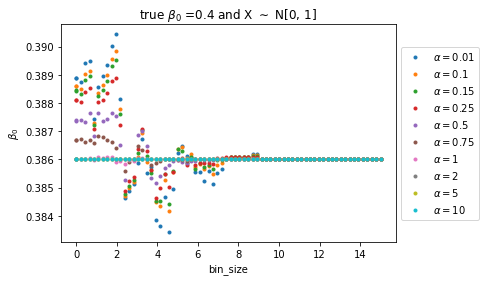 true β₀ =0.4 and X ∼ N[0, 1]
0.390
0.389
0.388
0.387
0.386
0.385
0.384
β₀
0 2 4 6 8 10 12 14
bin_size
α = 0.01
α = 0.1
α = 0.15
α = 0.25
α = 0.5
α = 0.75
α = 1
α = 2
α = 5
α = 10